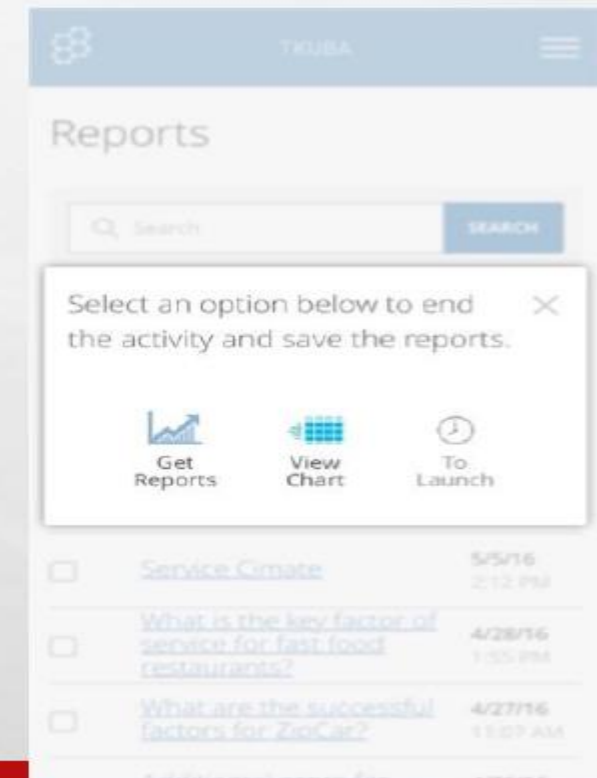 TKUBA
Reports
Search
SEARCH
Select an option below to end
the activity and save the reports.
Get
Reports
View
Chart
To
Launch
Service Cimate
5/5/16
2:12 PM
What is the key factor of
service for fast food
restaurants?
4/28/16
1:55 PM
What are the successful
factors for ZipCar?
4/27/16
11:07 AM